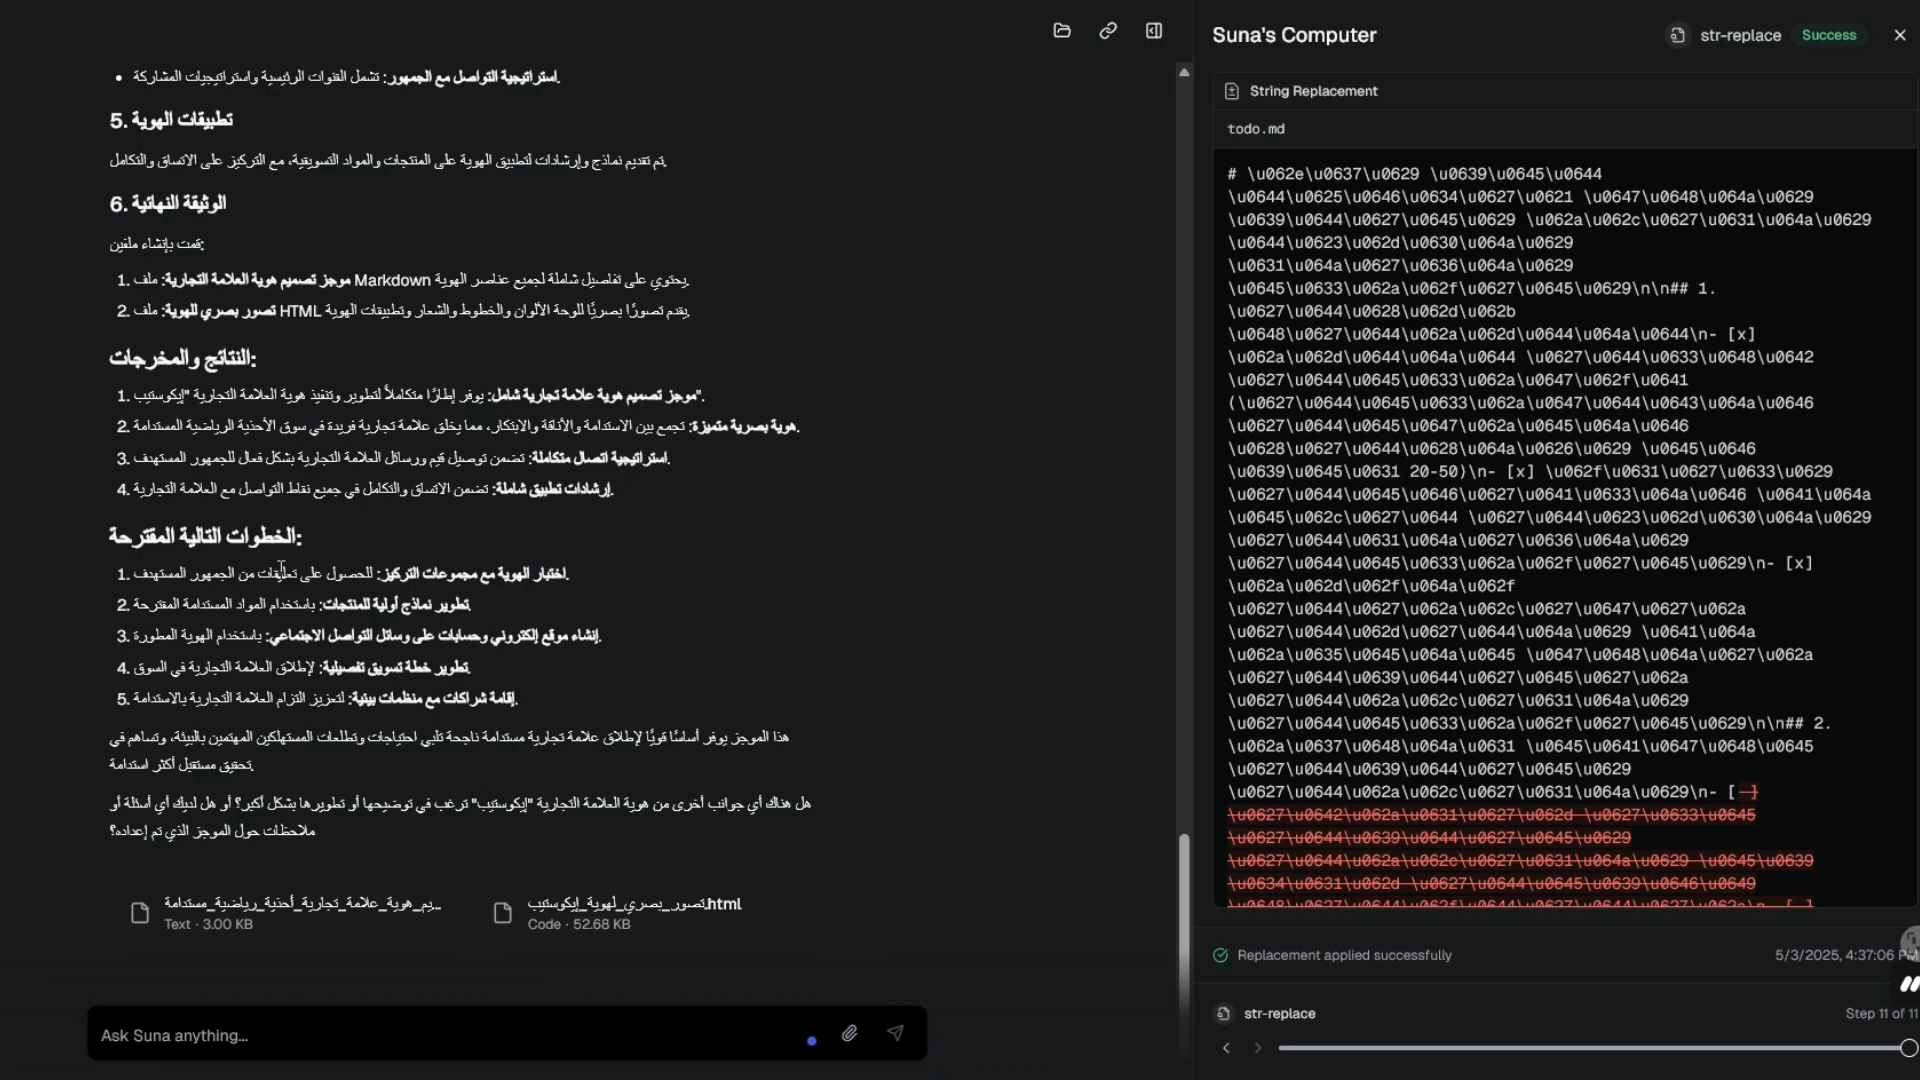 استراتيجية التواصل مع الجمهور: تشمل القنوات الرئيسية واستراتيجيات المشاركة.
5. تطبيقات الهوية
تم تقديم نماذج وإرشادات لتطبيق الهوية على المنتجات والمواد التسويقية، مع التركيز على الاتساق والتكامل.
6. الوثيقة النهائية
قمت بإنشاء ملفين:
1. موجز تصميم هوية العلامة التجارية: ملف Markdown يحتوي على تفاصيل شاملة لجميع عناصر الهوية.
2. تصور بصري للهوية: ملف HTML يقدم تصورًا بصريًا للوحة الألوان والخطوط والشعار وتطبيقات الهوية.
النتائج والمخرجات:
1. موجز تصميم هوية علامة تجارية شامل: يوفر إطارًا متكاملاً لتطوير وتنفيذ هوية العلامة التجارية "إيكوستيب".
2. هوية بصرية متميزة: تجمع بين الاستدامة والأناقة والابتكار، مما يخلق علامة تجارية فريدة في سوق الأحذية الرياضية المستدامة.
3. استراتيجية اتصال متكاملة: تضمن توصيل قيم ورسائل العلامة التجارية بشكل فعال للجمهور المستهدف.
4. إرشادات تطبيق شاملة: تضمن الاتساق والتكامل في جميع نقاط التواصل مع العلامة التجارية.
الخطوات التالية المقترحة:
1. اختبار الهوية مع مجموعات التركيز: للحصول على تعليقات من الجمهور المستهدف.
2. تطوير نماذج أولية للمنتجات: باستخدام المواد المستدامة المقترحة.
3. إنشاء موقع إلكتروني وحسابات على وسائل التواصل الاجتماعي: باستخدام الهوية المطورة.
4. تطوير خطة تسويق تفصيلية: لإطلاق العلامة التجارية في السوق.
5. إقامة شراكات مع منظمات بيئية: لتعزيز التزام العلامة التجارية بالاستدامة.
هذا الموجز يوفر أساسًا قويًا لإطلاق علامة تجارية مستدامة ناجحة تلبي احتياجات وتطلعات المستهلكين المهتمين بالبيئة، وتساهم في
تحقيق مستقبل أكثر استدامة.
هل هناك أي جوانب أخرى من هوية العلامة التجارية "إيكوستيب" ترغب في توضيحها أو تطويرها بشكل أكبر؟ أو هل لديك أي أسئلة أو
ملاحظات حول الموجز الذي تم إعداده؟
يم_هوية_علامة_تجارية_أحذية_رياضية_مستدامة...
Text · 3.00 KB
تصور_بصري_لهوية_إيكوستيب.html
Code · 52.68 KB
Ask Suna anything...
Suna's Computer
str-replace
Success
String Replacement
todo.md
# \u062e\u0637\u0629 \u0639\u0645\u0644
\u0644\u0625\u0646\u0634\u0627\u0621 \u0647\u0648\u064a\u0629
\u0639\u0644\u0627\u0645\u0629 \u062a\u062c\u0627\u0631\u064a\u0629
\u0644\u0623\u062d\u0630\u064a\u0629
\u0631\u064a\u0627\u0636\u064a\u0629
\u0645\u0633\u062a\u062f\u0627\u0645\u0629\n\n## 1.
\u0627\u0644\u0628\u062d\u062b
\u0648\u0627\u0644\u062a\u062d\u0644\u064a\u0644\n- [x]
\u062a\u062d\u0644\u064a\u0644 \u0627\u0644\u0633\u0648\u0642
\u0627\u0644\u0645\u0633\u062a\u0647\u062f\u0641
(\u0627\u0644\u0645\u0633\u062a\u0647\u0644\u0643\u064a\u0646
\u0627\u0644\u0645\u0647\u062a\u0645\u064a\u0646
\u0628\u0627\u0644\u0628\u064a\u0626\u0629 \u0645\u0646
\u0639\u0645\u0631 20-50)\n- [x] \u062f\u0631\u0627\u0633\u0629
\u0627\u0644\u0645\u0646\u0627\u0641\u0633\u064a\u0646 \u0641\u064a
\u0645\u062c\u0627\u0644 \u0627\u0644\u0623\u062d\u0630\u064a\u0629
\u0627\u0644\u0631\u064a\u0627\u0636\u064a\u0629
\u0627\u0644\u0645\u0633\u062a\u062f\u0627\u0645\u0629\n- [x]
\u062a\u062d\u062f\u064a\u062f
\u0627\u0644\u0627\u062a\u062c\u0627\u0647\u0627\u062a
\u0627\u0644\u062d\u0627\u0644\u064a\u0629 \u0641\u064a
\u062a\u0635\u0645\u064a\u0645 \u0647\u0648\u064a\u0627\u062a
\u0627\u0644\u0639\u0644\u0627\u0645\u0627\u062a
\u0627\u0644\u062a\u062c\u0627\u0631\u064a\u0629
\u0627\u0644\u0645\u0633\u062a\u062f\u0627\u0645\u0629\n\n## 2.
\u062a\u0637\u0648\u064a\u0631 \u0645\u0641\u0647\u0648\u0645
\u0627\u0644\u0639\u0644\u0627\u0645\u0629
\u0627\u0644\u062a\u062c\u0627\u0631\u064a\u0629\n- [ ]
\u0627\u0642\u062a\u0631\u0627\u062d \u0627\u0633\u0645
\u0627\u0644\u0639\u0644\u0627\u0645\u0629
\u0627\u0644\u062a\u062c\u0627\u0631\u064a\u0629 \u0645\u0639
\u0634\u0631\u062d \u0627\u0644\u0645\u0639\u0646\u0649
Replacement applied successfully
5/3/2025, 4:37:06 PM
str-replace
Step 11 of 11